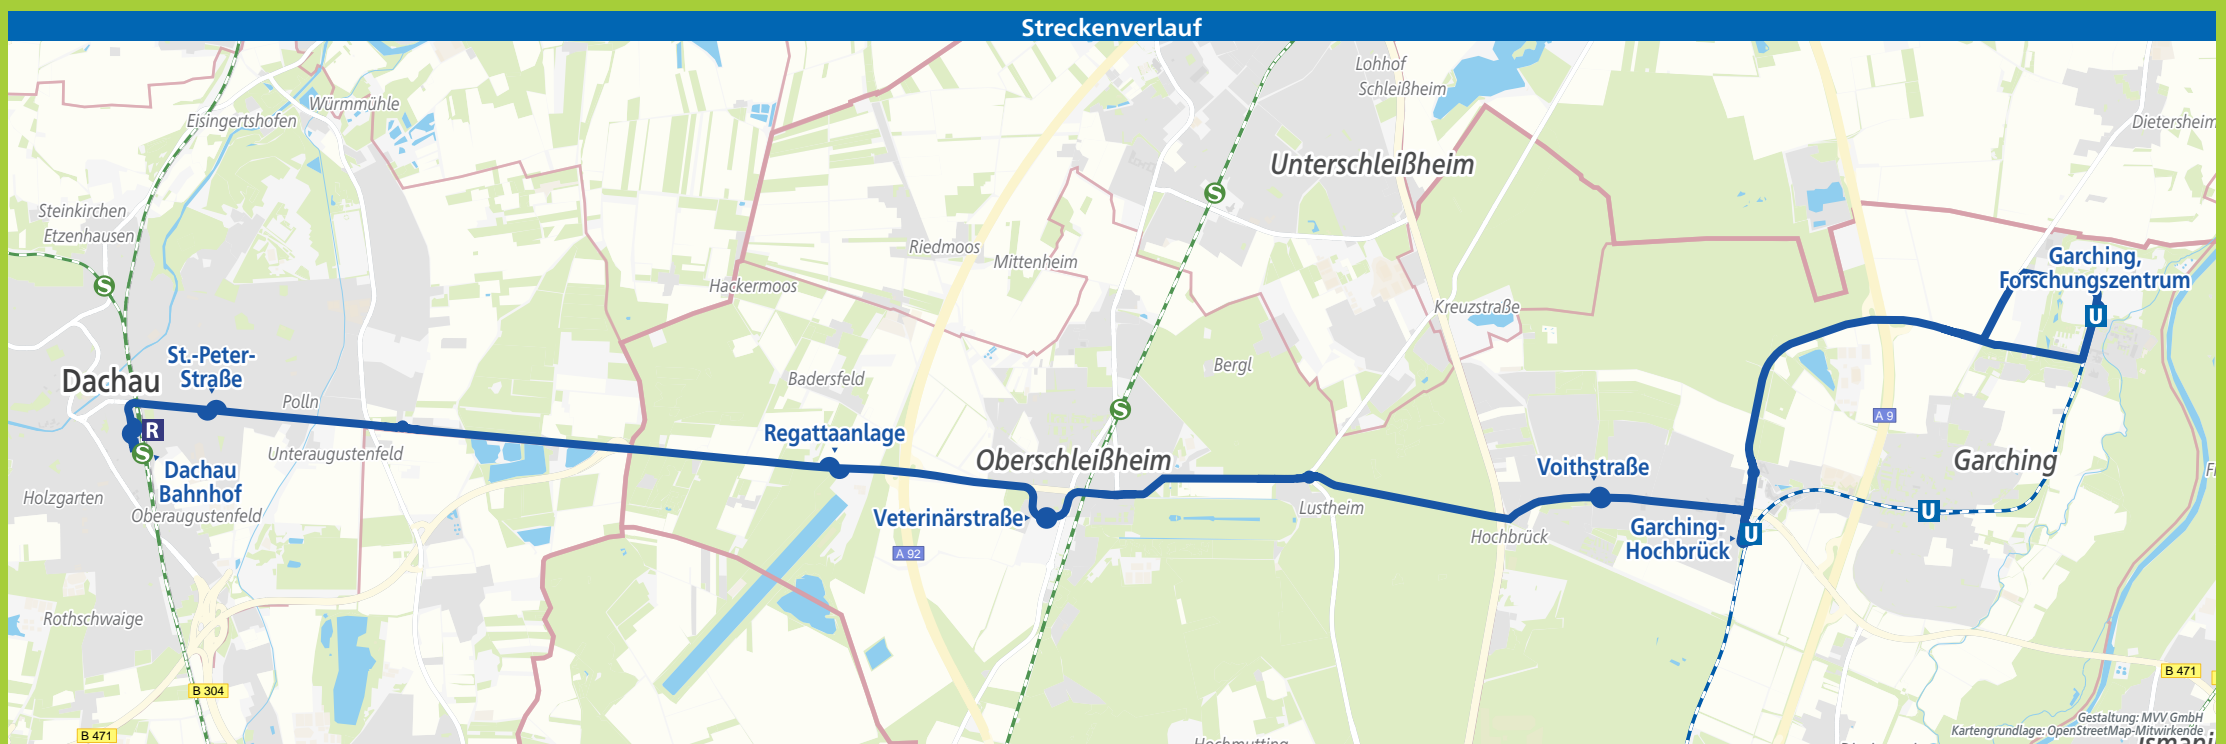 Streckenverlauf
Lohhof
Schleißheim
Würmmühle
Eisingertshofen
Dietersheim
Unterschleißheim
S
Steinkirchen
Etzenhausen
Riedmoos
Mittenheim
Hackermoos
S
Kreuzstraße
Garching,
Forschungszentrum
U
St.-Peter-
Straße
Dachau
Polln
Badersfeld
Bergl
S
A 9
R
S
Regattaanlage
Unteraugustenfeld
Oberschleißheim
Dachau
Bahnhof
Holzgarten
Oberaugustenfeld
Voithstraße
Garching
Veterinärstraße
Lustheim
Hochbrück
Garching-
Hochbrück
U
U
A 92
Rothschwaige
B 304
B 471
B 471
Gestaltung: MVV GmbH
Kartengrundlage: OpenStreetMap-Mitwirkende
Hochmutting